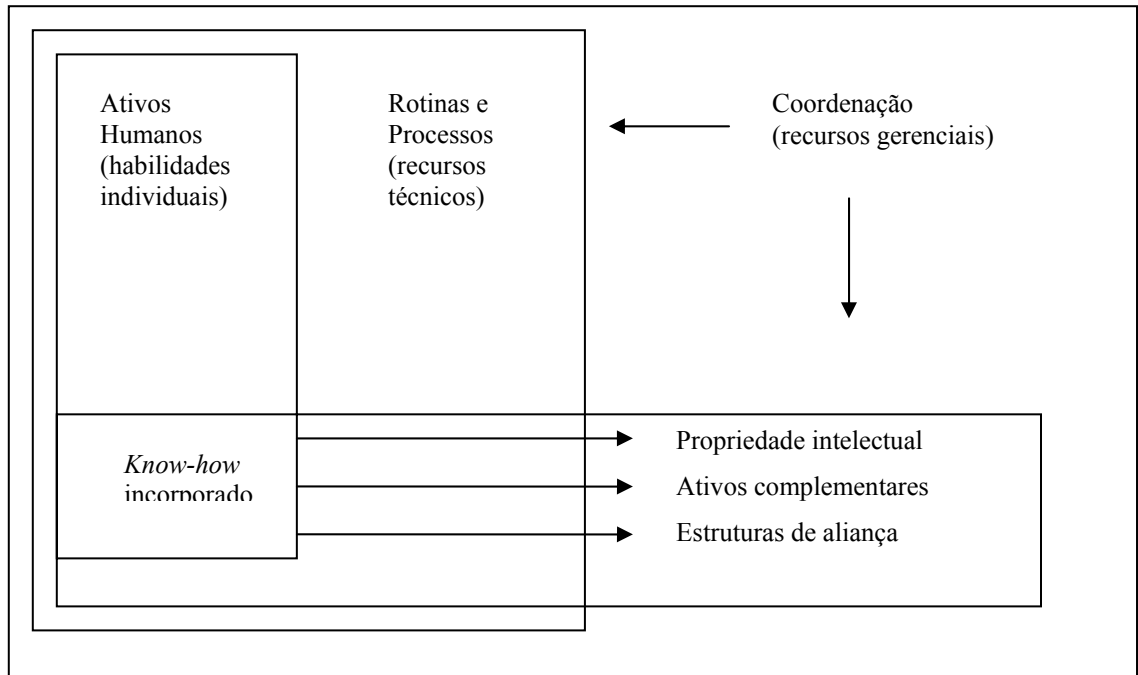 Ativos
Humanos
(habilidades
individuais)
Rotinas e
Processos
(recursos
técnicos)
Coordenação
(recursos gerenciais)
Know-how
incorporado
Propriedade intelectual
Ativos complementares
Estruturas de aliança